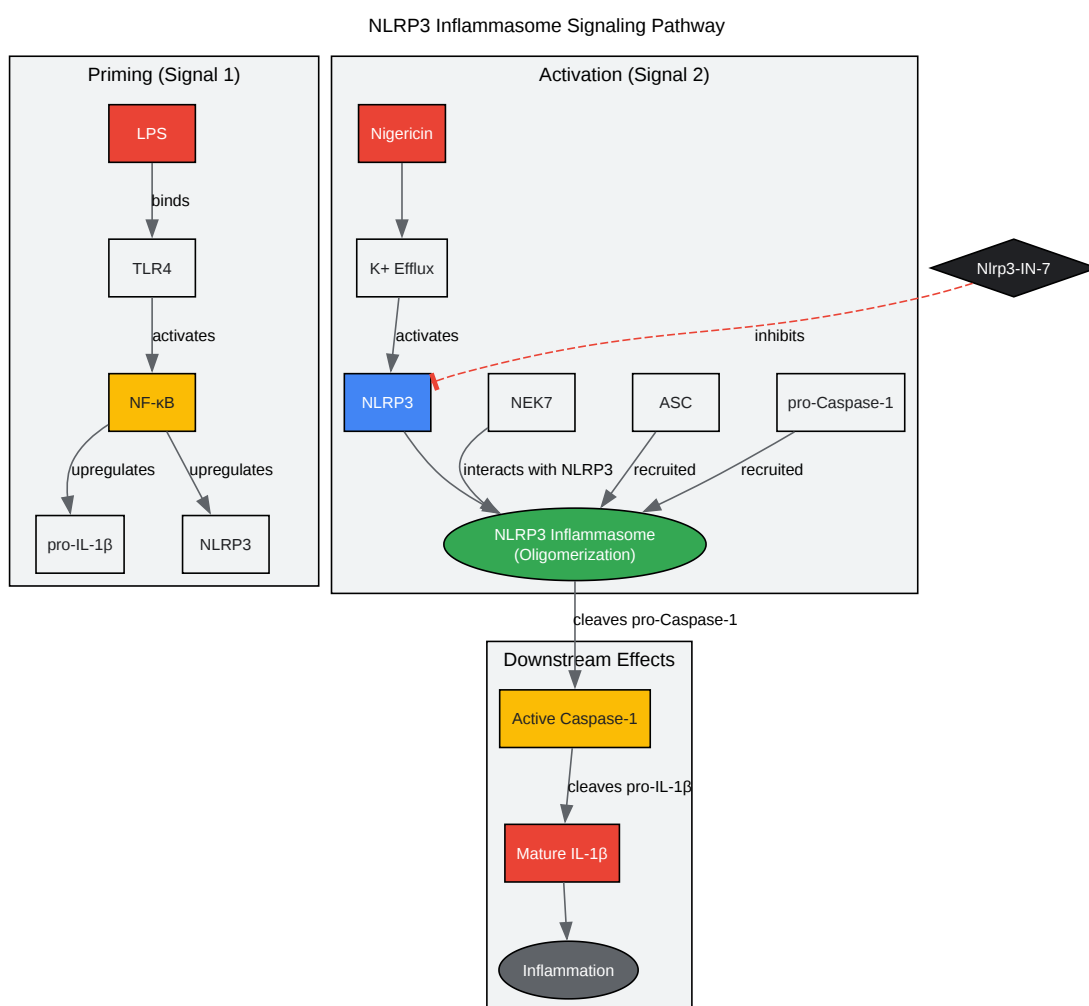 NLRP3 Inflammasome Signaling Pathway
Priming (Signal 1)
LPS
binds
TLR4
activates
NF-κB
upregulates
upregulates
pro-IL-1β
NLRP3
Activation (Signal 2)
Nigericin
K+ Efflux
activates
NLRP3
NEK7
ASC
pro-Caspase-1
Nlrp3-IN-7
inhibits
interacts with NLRP3
recruited
recruited
NLRP3 Inflammasome
(Oligomerization)
cleaves pro-Caspase-1
Downstream Effects
Active Caspase-1
cleaves pro-IL-1β
Mature IL-1β
Inflammation